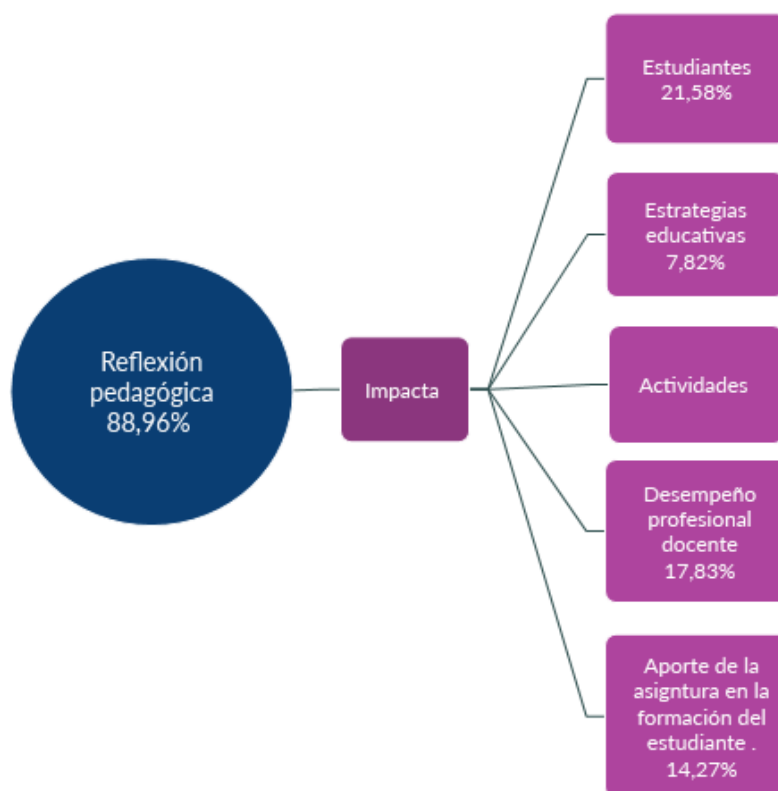 Reflexión
pedagógica
88,96%
Impacta
Estudiantes
21,58%
Estrategias
educativas
7,82%
Actividades
Desempeño
profesional
docente
17,83%
Aporte de la
asigntura en la
formación del
estudiante .
14,27%